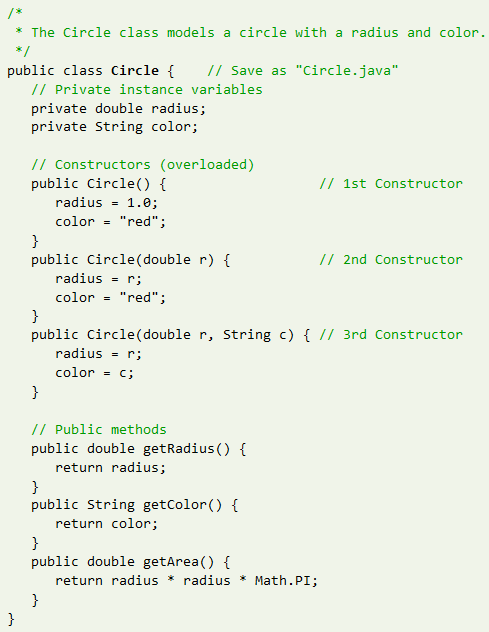 /*
 * The Circle class models a circle with a radius and color.
 */
public class Circle {    // Save as "Circle.java"
   // Private instance variables
   private double radius;
   private String color;

   // Constructors (overloaded)
   public Circle() {                   // 1st Constructor
      radius = 1.0;
      color = "red";
   }
   public Circle(double r) {           // 2nd Constructor
      radius = r;
      color = "red";
   }
   public Circle(double r, String c) { // 3rd Constructor
      radius = r;
      color = c;
   }

   // Public methods
   public double getRadius() {
      return radius;
   }
   public String getColor() {
      return color;
   }
   public double getArea() {
      return radius * radius * Math.PI;
   }
}